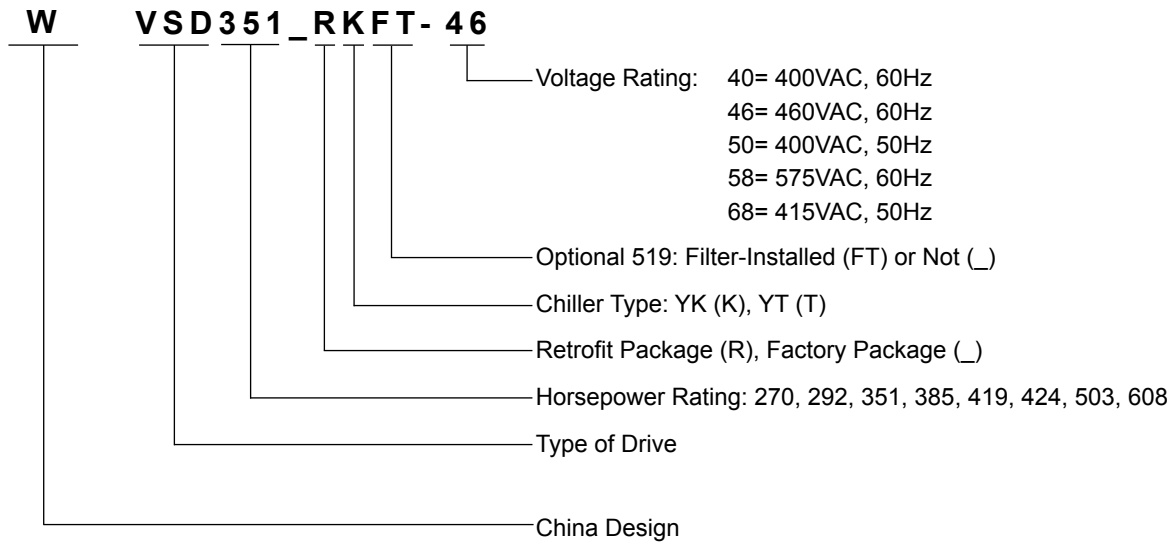 W VSD351_RKFT-46
Voltage Rating: 40= 400VAC, 60Hz
46= 460VAC, 60Hz
50= 400VAC, 50Hz
58= 575VAC, 60Hz
68= 415VAC, 50Hz
Optional 519: Filter-Installed (FT) or Not (_)
Chiller Type: YK (K), YT (T)
Retrofit Package (R), Factory Package (_)
Horsepower Rating: 270, 292, 351, 385, 419, 424, 503, 608
Type of Drive
China Design